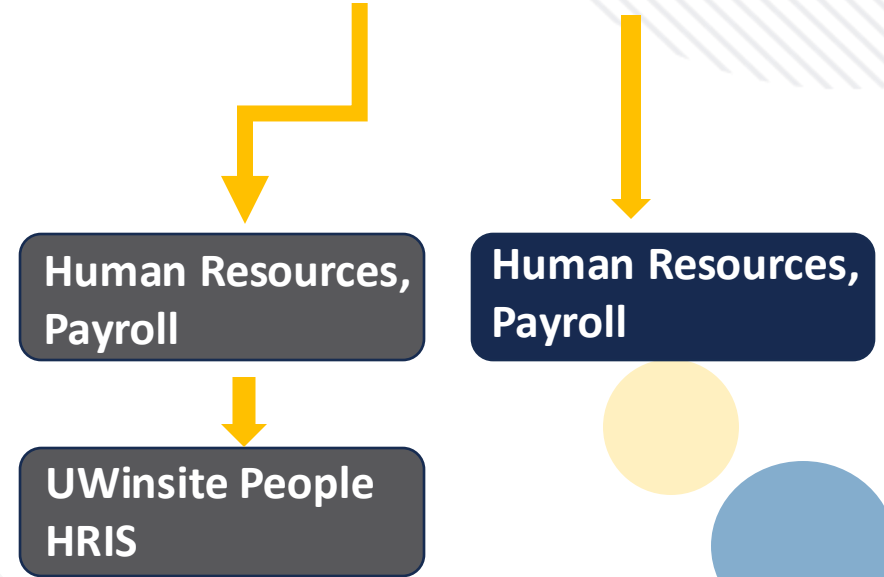 Human Resources,
Payroll
Human Resources,
Payroll
UWinsite People
HRIS